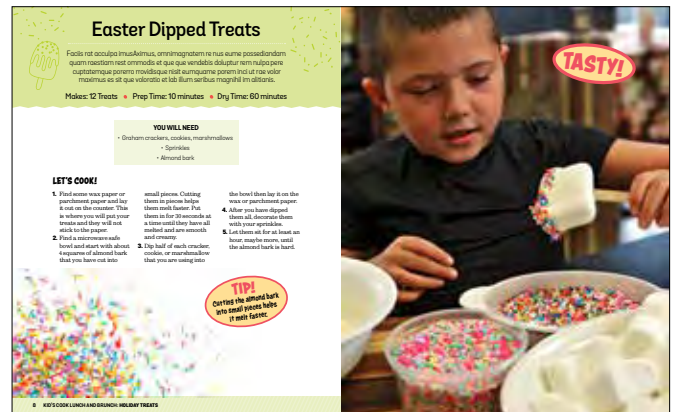 Easter Dipped Treats
Faciis rat acculpa imusAximus, omnimagnatem re nus eume possediandam
quam raestiam rest ommodis et que que vendebis doluptur rem nulpa pere
cuptatemque porerro rrovidisque nisit eumquame porem inci ut rae volor
maximus es sit que voloratio et lab illum seribus magnihil im alitianis.
Makes: 12 Treats • Prep Time: 10 minutes • Dry Time: 60 minutes
YOU WILL NEED
• Graham crackers, cookies, marshmallows
• Sprinkles
• Almond bark
LET'S COOK!
1. Find some wax paper or
parchment paper and lay
it out on the counter. This
is where you will put your
treats and they will not
stick to the paper.
2. Find a microwave safe
bowl and start with about
4 squares of almond bark
that you have cut into
small pieces. Cutting
them in pieces helps
them melt faster. Put
them in for 30 seconds at
a time until they have all
melted and are smooth
and creamy.
3. Dip half of each cracker,
cookie, or marshmallow
that you are using into
the bowl then lay it on the
wax or parchment paper.
4. After you have dipped
them all, decorate them
with your sprinkles.
5. Let them sit for at least an
hour, maybe more, until
the almond bark is hard.
TIP!
Cutting the almond bark
into small pieces helps
it melt faster.
TASTY!
8 KID'S COOK LUNCH AND BRUNCH: HOLIDAY TREATS